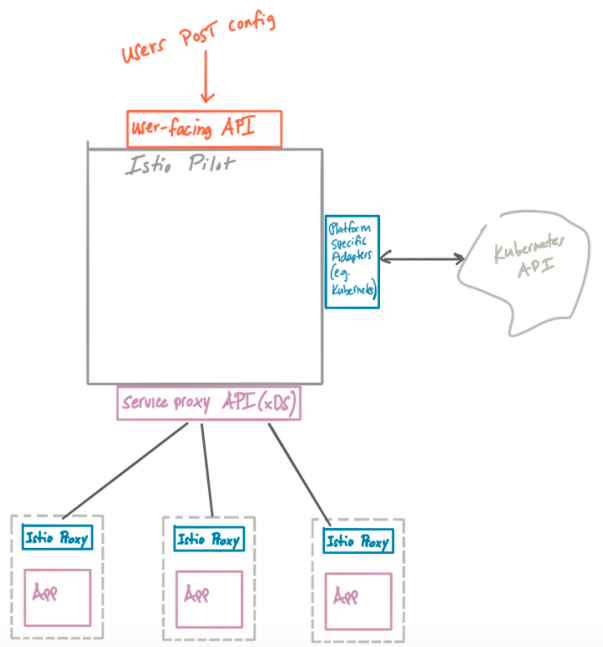 Users POST config
User-facing API
Istio Pilot
Platform
Specific
Adapters
(e.g.
Kubernetes)
Kubernetes
API
Service proxy API (xDS)
Istio Proxy
Istio Proxy
Istio Proxy
App
App
App